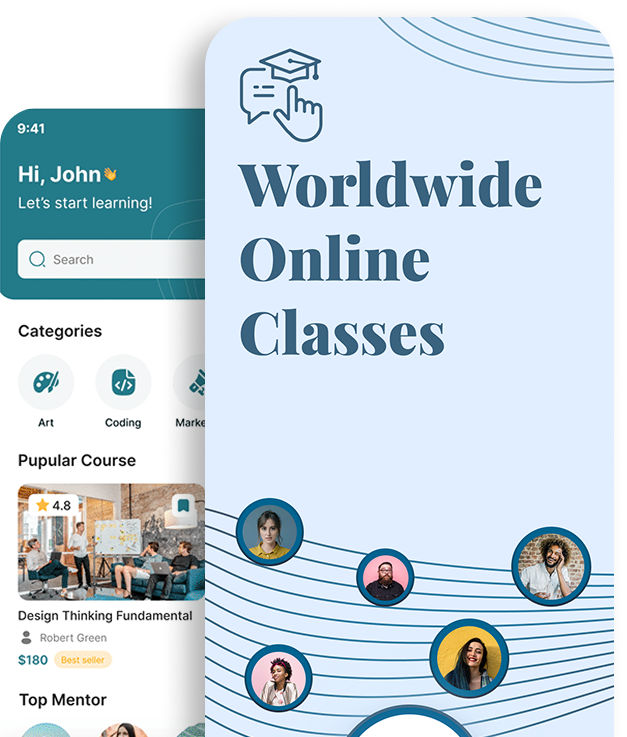 9:41
Hi, John👋
Let's start learning!
Search
Categories
Art
Coding
Marke
Pupular Course
4.8
Design Thinking Fundamental
Robert Green
$180
Best seller
Top Mentor
Worldwide
Online
Classes